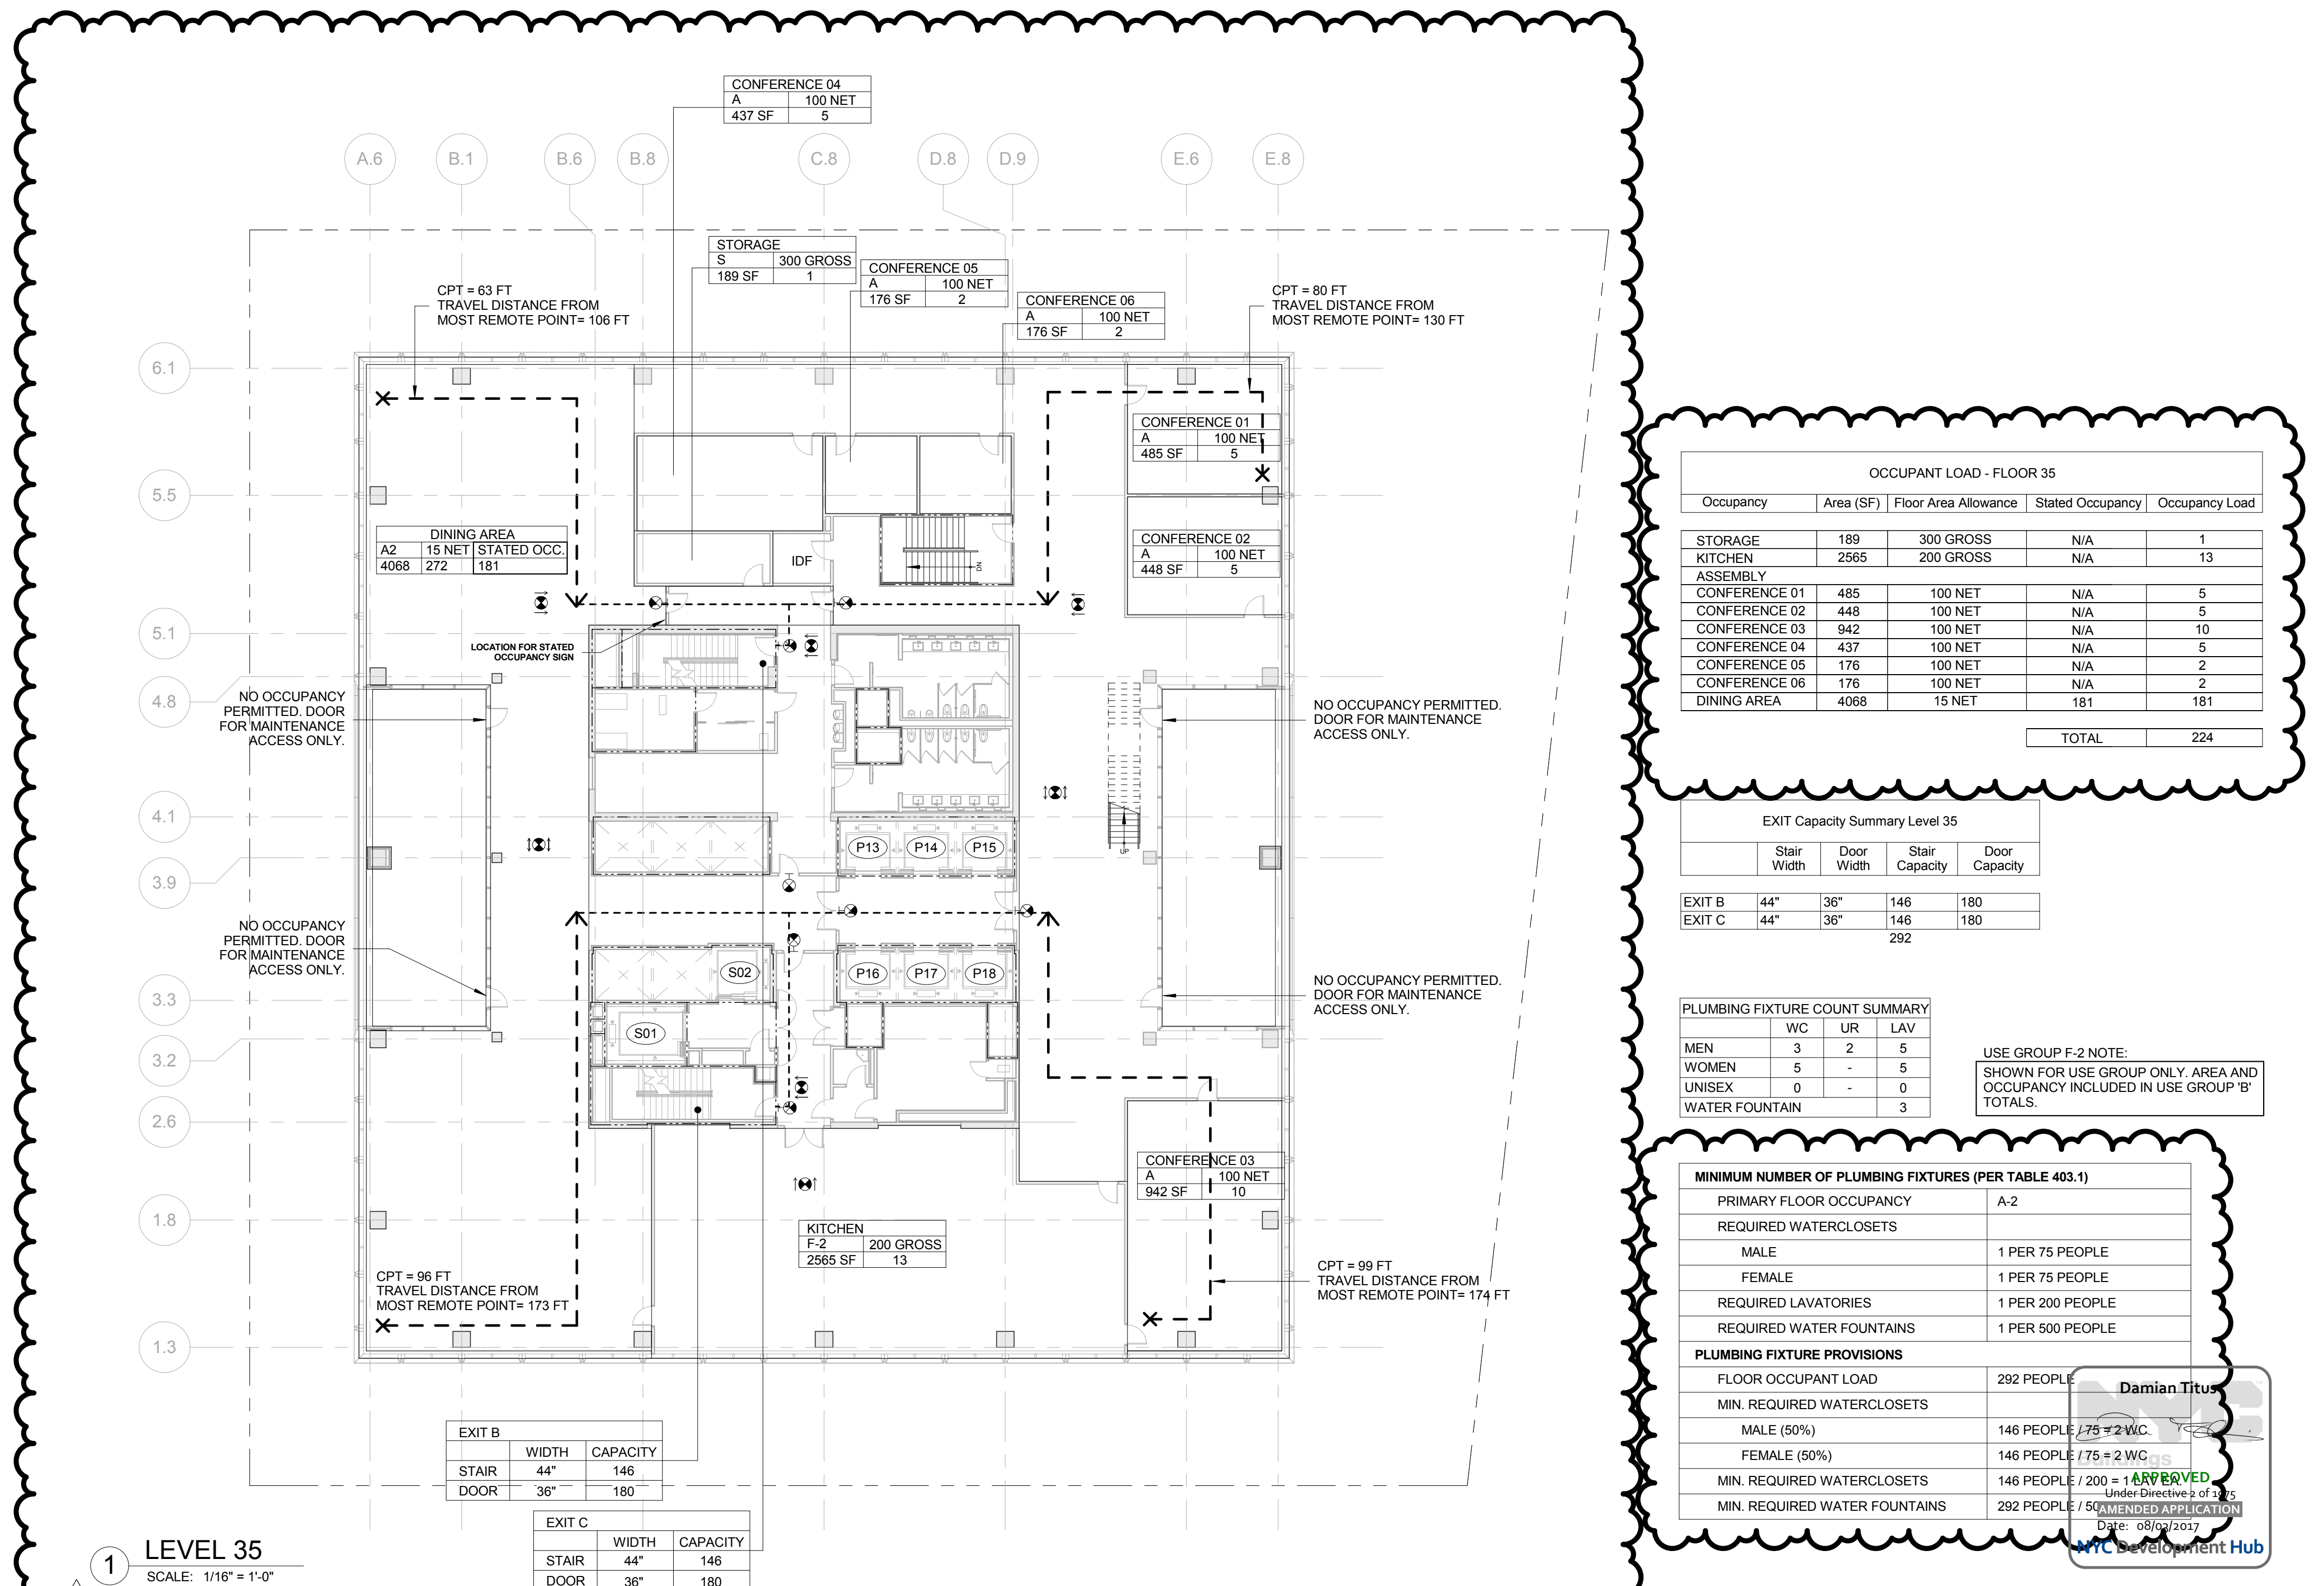 CONFERENCE 04
A 100 NET
437 SF 5
A.6 B.1 B.6 B.8 C.8 D.8 D.9 E.6 E.8
STORAGE
S 300 GROSS
189 SF 1
CONFERENCE 05
A 100 NET
176 SF 2
CONFERENCE 06
A 100 NET
176 SF 2
CPT = 63 FT
TRAVEL DISTANCE FROM
MOST REMOTE POINT= 106 FT
CPT = 80 FT
TRAVEL DISTANCE FROM
MOST REMOTE POINT= 130 FT
6.1
5.5
5.1
4.8
4.1
3.9
3.3
3.2
2.6
1.8
1.3
CONFERENCE 01
A 100 NET
485 SF 5
DINING AREA
A2 15 NET STATED OCC.
4068 272 181
IDF
DN
CONFERENCE 02
A 100 NET
448 SF 5
LOCATION FOR STATED
OCCUPANCY SIGN
NO OCCUPANCY
PERMITTED. DOOR
FOR MAINTENANCE
ACCESS ONLY.
NO OCCUPANCY PERMITTED.
DOOR FOR MAINTENANCE
ACCESS ONLY.
P13 P14 P15
UP
NO OCCUPANCY
PERMITTED. DOOR
FOR MAINTENANCE
ACCESS ONLY.
S02 P16 P17 P18
S01
NO OCCUPANCY PERMITTED.
DOOR FOR MAINTENANCE
ACCESS ONLY.
CONFERENCE 03
A 100 NET
942 SF 10
KITCHEN
F-2 200 GROSS
2565 SF 13
CPT = 96 FT
TRAVEL DISTANCE FROM
MOST REMOTE POINT= 173 FT
CPT = 99 FT
TRAVEL DISTANCE FROM
MOST REMOTE POINT= 174 FT
EXIT B
WIDTH CAPACITY
STAIR 44" 146
DOOR 36" 180
EXIT C
WIDTH CAPACITY
STAIR 44" 146
DOOR 36" 180
1 LEVEL 35
SCALE: 1/16" = 1'-0"
OCCUPANT LOAD - FLOOR 35
Occupancy Area (SF) Floor Area Allowance Stated Occupancy Occupancy Load
STORAGE 189 300 GROSS N/A 1
KITCHEN 2565 200 GROSS N/A 13
ASSEMBLY
CONFERENCE 01 485 100 NET N/A 5
CONFERENCE 02 448 100 NET N/A 5
CONFERENCE 03 942 100 NET N/A 10
CONFERENCE 04 437 100 NET N/A 5
CONFERENCE 05 176 100 NET N/A 2
CONFERENCE 06 176 100 NET N/A 2
DINING AREA 4068 15 NET 181 181
TOTAL 224
EXIT Capacity Summary Level 35
Stair Width Door Width Stair Capacity Door Capacity
EXIT B 44" 36" 146 180
EXIT C 44" 36" 146 180
292
PLUMBING FIXTURE COUNT SUMMARY
WC UR LAV
MEN 3 2 5
WOMEN 5 - 5
UNISEX 0 - 0
WATER FOUNTAIN 3
USE GROUP F-2 NOTE:
SHOWN FOR USE GROUP ONLY. AREA AND
OCCUPANCY INCLUDED IN USE GROUP 'B'
TOTALS.
MINIMUM NUMBER OF PLUMBING FIXTURES (PER TABLE 403.1)
PRIMARY FLOOR OCCUPANCY A-2
REQUIRED WATERCLOSETS
MALE 1 PER 75 PEOPLE
FEMALE 1 PER 75 PEOPLE
REQUIRED LAVATORIES 1 PER 200 PEOPLE
REQUIRED WATER FOUNTAINS 1 PER 500 PEOPLE
PLUMBING FIXTURE PROVISIONS
FLOOR OCCUPANT LOAD 292 PEOPLE
MIN. REQUIRED WATERCLOSETS
MALE (50%) 146 PEOPLE / 75 = 2 WC
FEMALE (50%) 146 PEOPLE / 75 = 2 WC
MIN. REQUIRED WATERCLOSETS 146 PEOPLE / 200 = 1 LAV EA.
MIN. REQUIRED WATER FOUNTAINS 292 PEOPLE
NYC
Damian Titus
Buildings
APPROVED
Under Directive 2 of 1975
AMENDED APPLICATION
Date: 08/03/2017
NYC Development Hub